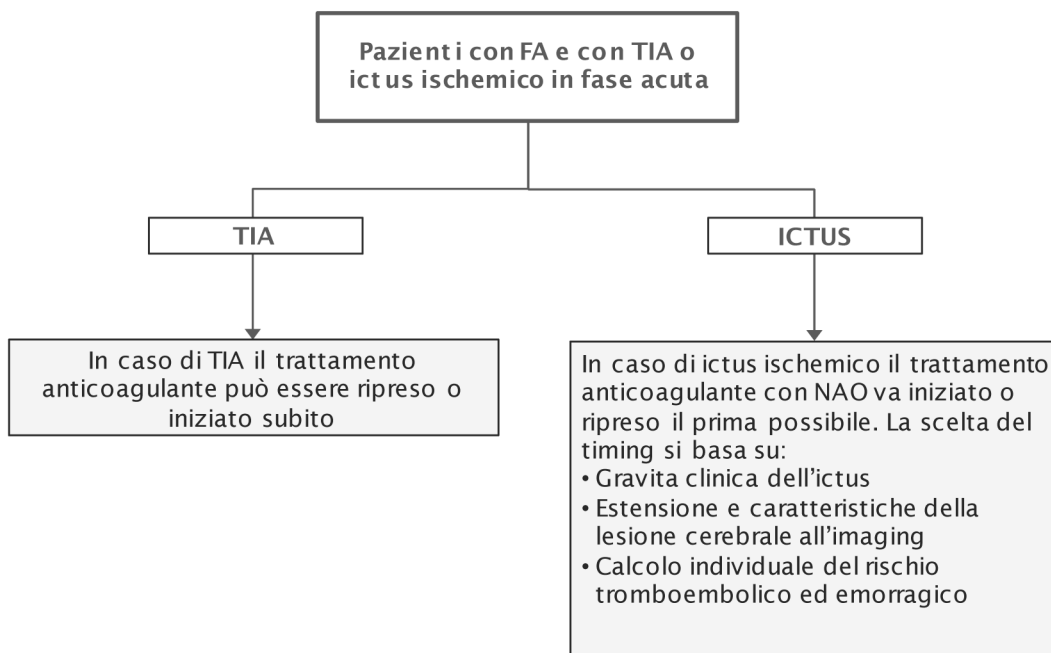 Pazienti con FA e con TIA o
ictus ischemico in fase acuta
TIA
ICTUS
In caso di TIA il trattamento
anticoagulante può essere ripreso o
iniziato subito
In caso di ictus ischemico il trattamento
anticoagulante con NAO va iniziato o
ripreso il prima possibile. La scelta del
timing si basa su:
• Gravita clinica dell’ictus
• Estensione e caratteristiche della
lesione cerebrale all’imaging
• Calcolo individuale del rischio
tromboembolico ed emorragico